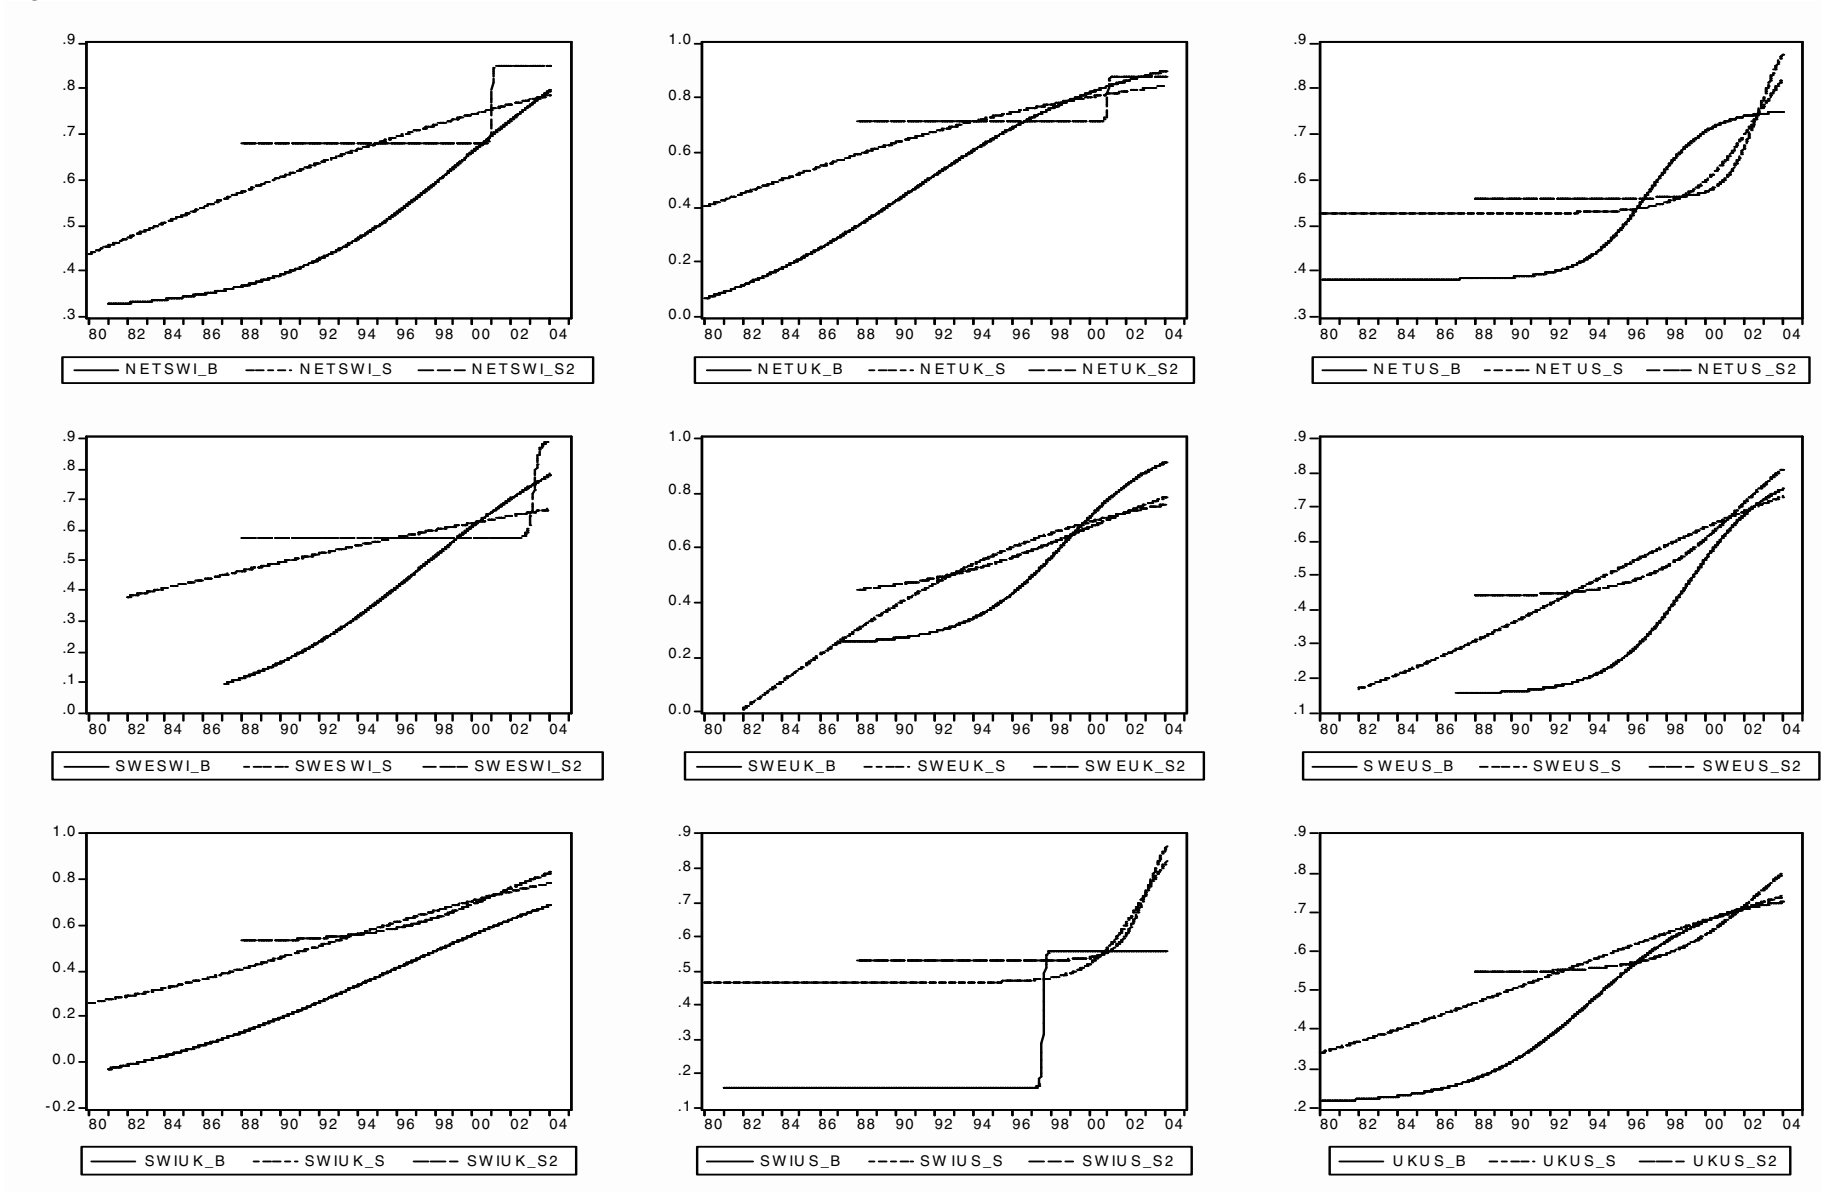 .9 .8 .7 .6 .5 .4 .3
80 82 84 86 88 90 92 94 96 98 00 02 04
NETSWI_B NETSWI_S NETSWI_S2
1.0 0.8 0.6 0.4 0.2 0.0
80 82 84 86 88 90 92 94 96 98 00 02 04
NETUK_B NETUK_S NETUK_S2
.9 .8 .7 .6 .5 .4 .3
80 82 84 86 88 90 92 94 96 98 00 02 04
NETUS_B NETUS_S NETUS_S2
.9 .8 .7 .6 .5 .4 .3 .2 .1 .0
80 82 84 86 88 90 92 94 96 98 00 02 04
SWESWI_B SWESWI_S SWESWI_S2
1.0 0.8 0.6 0.4 0.2 0.0
80 82 84 86 88 90 92 94 96 98 00 02 04
SWEUK_B SWEUK_S SWEUK_S2
.9 .8 .7 .6 .5 .4 .3 .2 .1
80 82 84 86 88 90 92 94 96 98 00 02 04
SWEUS_B SWEUS_S SWEUS_S2
1.0 0.8 0.6 0.4 0.2 0.0 -0.2
80 82 84 86 88 90 92 94 96 98 00 02 04
SWIUK_B SWIUK_S SWIUK_S2
.9 .8 .7 .6 .5 .4 .3 .2 .1
80 82 84 86 88 90 92 94 96 98 00 02 04
SWIUS_B SWIUS_S SWIUS_S2
.9 .8 .7 .6 .5 .4 .3 .2
80 82 84 86 88 90 92 94 96 98 00 02 04
UKUS_B UKUS_S UKUS_S2